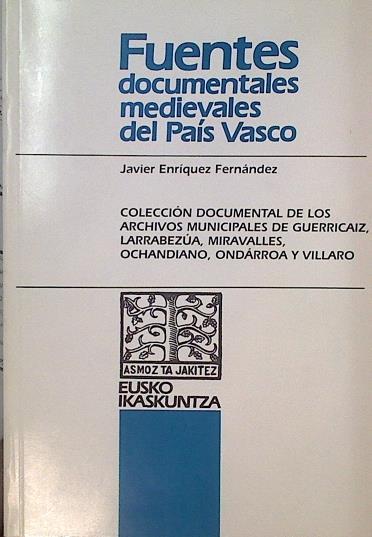 Fuentes
documentales
medievales
del País Vasco
Javier Enríquez Fernández
COLECCIÓN DOCUMENTAL DE LOS
ARCHIVOS MUNICIPALES DE GUERRICAIZ,
LARRABEZÚA, MIRAVALLES,
OCHANDIANO, ONDÁRROA Y VILLARO
ASMOZ TA JAKITEZ
EUSKO
IKASKUNTZA